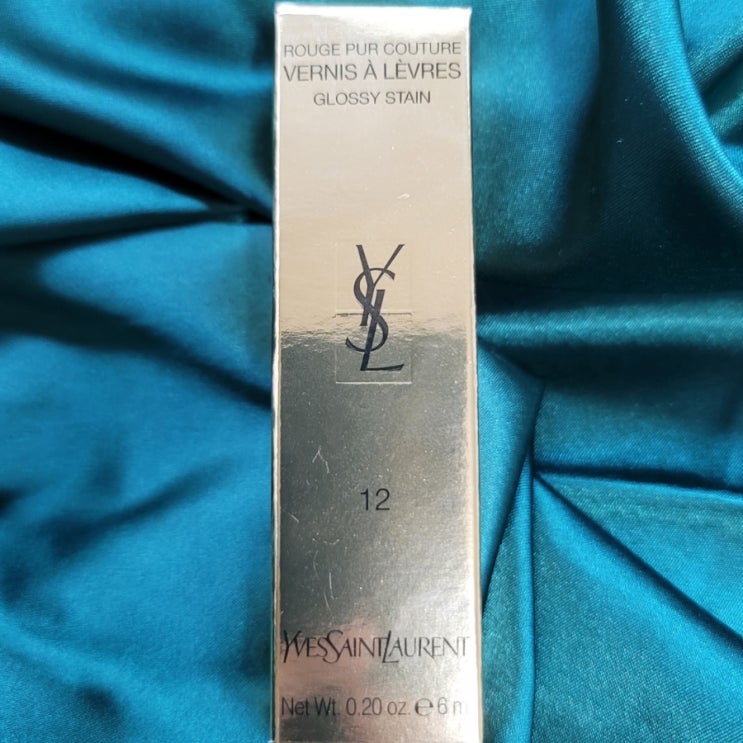 ROUGE PUR COUTURE
VERNIS À LÈVRES
GLOSSY STAIN
YSL
12
YVESSAINTLAURENT
Net Wt. 0.20 oz. ℮ 6 m